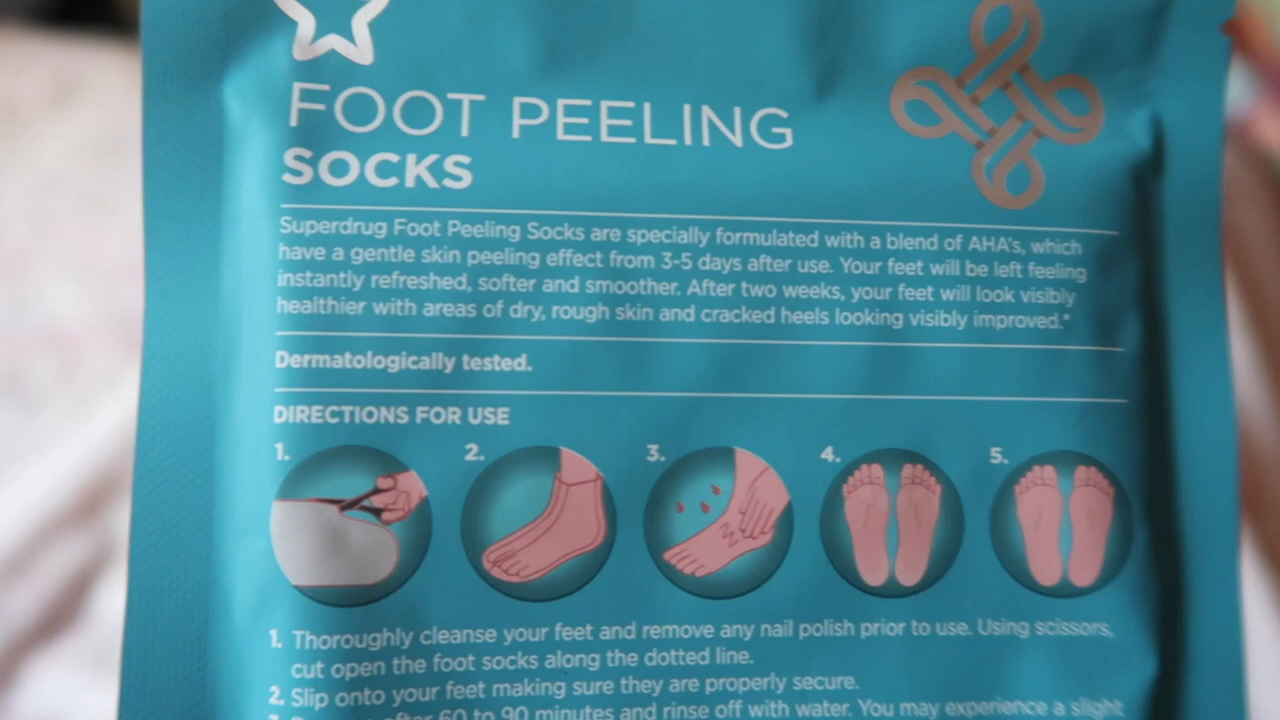 FOOT PEELING
SOCKS
Superdrug Foot Peeling Socks are specially formulated with a blend of AHA's, which
have a gentle skin peeling effect from 3-5 days after use. Your feet will be left feeling
instantly refreshed, softer and smoother. After two weeks, your feet will look visibly
healthier with areas of dry, rough skin and cracked heels looking visibly improved.*
Dermatologically tested.
DIRECTIONS FOR USE
1. 2. 3. 4. 5.
1. Thoroughly cleanse your feet and remove any nail polish prior to use. Using scissors,
cut open the foot socks along the dotted line.
2. Slip onto your feet making sure they are properly secure.
after 60 to 90 minutes and rinse off with water. You may experience a slight